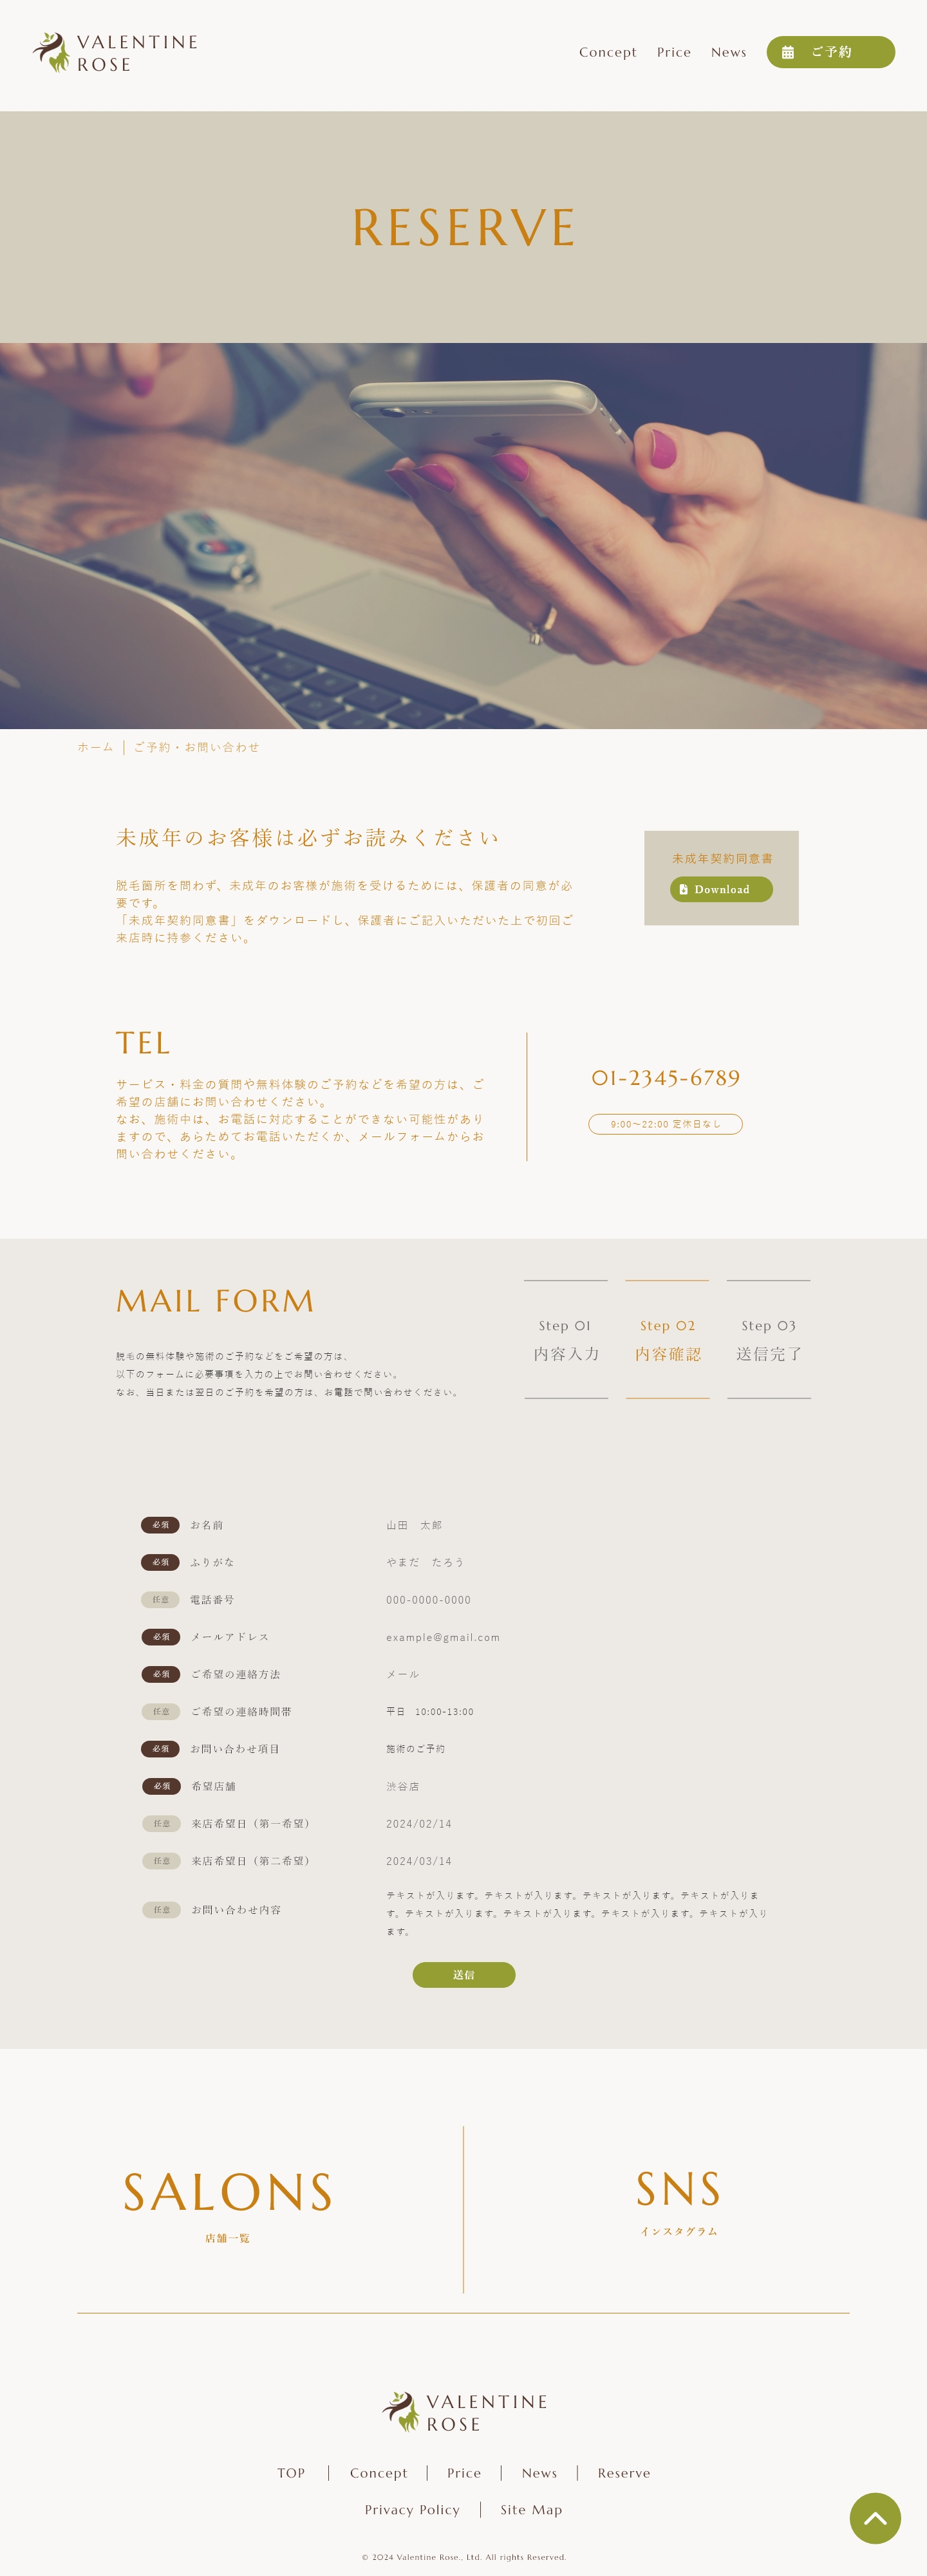 VALENTINE
ROSE
Concept Price News ご予約
RESERVE
ホーム ご予約・お問い合わせ
未成年のお客様は必ずお読みください
脱毛箇所を問わず、未成年のお客様が施術を受けるためには、保護者の同意が必
要です。
「未成年契約同意書」をダウンロードし、保護者にご記入いただいた上で初回ご
来店時に持参ください。
未成年契約同意書
Download
TEL
サービス・料金の質問や無料体験のご予約などを希望の方は、ご
希望の店舗にお問い合わせください。
なお、施術中は、お電話に対応することができない可能性があり
ますので、あらためてお電話いただくか、メールフォームからお
問い合わせください。
01-2345-6789
9:00〜22:00 定休日なし
MAIL FORM
脱毛の無料体験や施術のご予約などをご希望の方は、
以下のフォームに必要事項を入力の上でお問い合わせください。
なお、当日または翌日のご予約を希望の方は、お電話で問い合わせください。
Step 01
内容入力
Step 02
内容確認
Step 03
送信完了
必須 お名前 山田　太郎
必須 ふりがな やまだ　たろう
任意 電話番号 000-0000-0000
必須 メールアドレス example@gmail.com
必須 ご希望の連絡方法 メール
任意 ご希望の連絡時間帯 平日　10:00-13:00
必須 お問い合わせ項目 施術のご予約
必須 希望店舗 渋谷店
任意 来店希望日（第一希望） 2024/02/14
任意 来店希望日（第二希望） 2024/03/14
任意 お問い合わせ内容
テキストが入ります。テキストが入ります。テキストが入ります。テキストが入りま
す。テキストが入ります。テキストが入ります。テキストが入ります。テキストが入り
ます。
送信
SALONS
店舗一覧
SNS
インスタグラム
VALENTINE
ROSE
TOP Concept Price News Reserve
Privacy Policy Site Map
© 2024 Valentine Rose., Ltd. All rights Reserved.